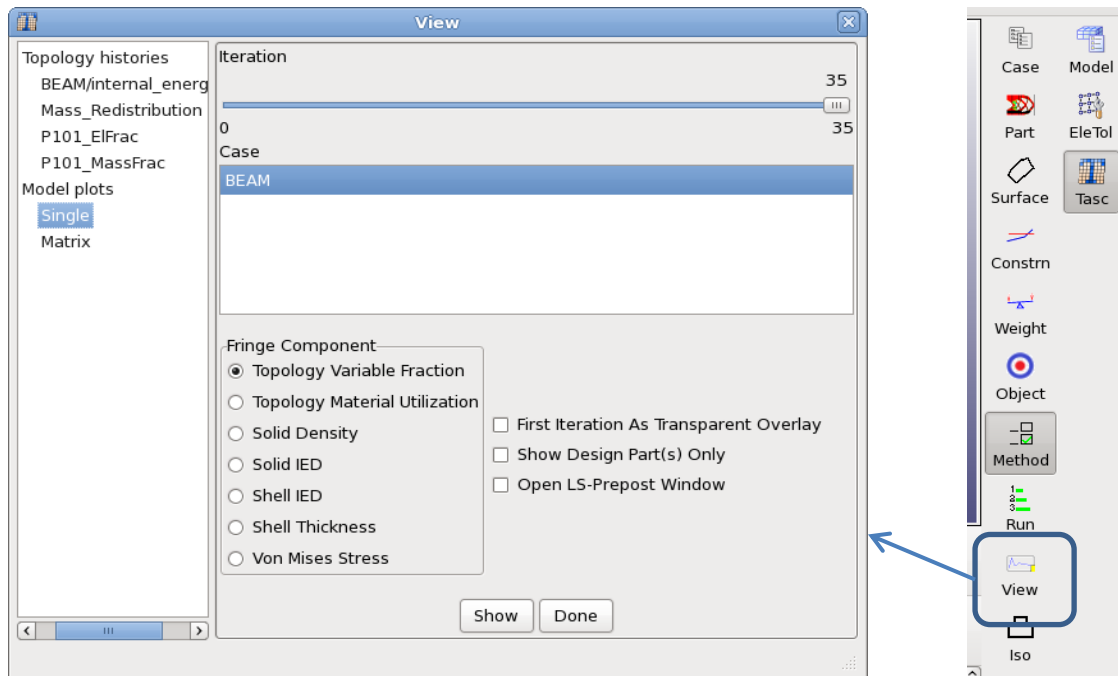 View
Topology histories
BEAM/internal_energ
Mass_Redistribution
P101_ElFrac
P101_MassFrac
Model plots
Single
Matrix
Iteration
35
0
35
Case
BEAM
Fringe Component
Topology Variable Fraction
Topology Material Utilization
Solid Density
Solid IED
Shell IED
Shell Thickness
Von Mises Stress
First Iteration As Transparent Overlay
Show Design Part(s) Only
Open LS-Prepost Window
Show Done
Case Model
Part EleTol
Surface Tasc
Constrn
Weight
Object
Method
1
2
3
Run
View
Iso